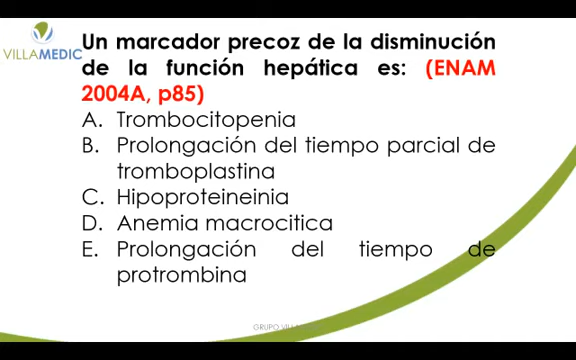 VILLAMEDIC
Un marcador precoz de la disminución
de la función hepática es: (ENAM
2004A, p85)
A. Trombocitopenia
B. Prolongación del tiempo parcial de
tromboplastina
C. Hipoproteineinia
D. Anemia macrocitica
E. Prolongación del tiempo de
protrombina
GRUPO